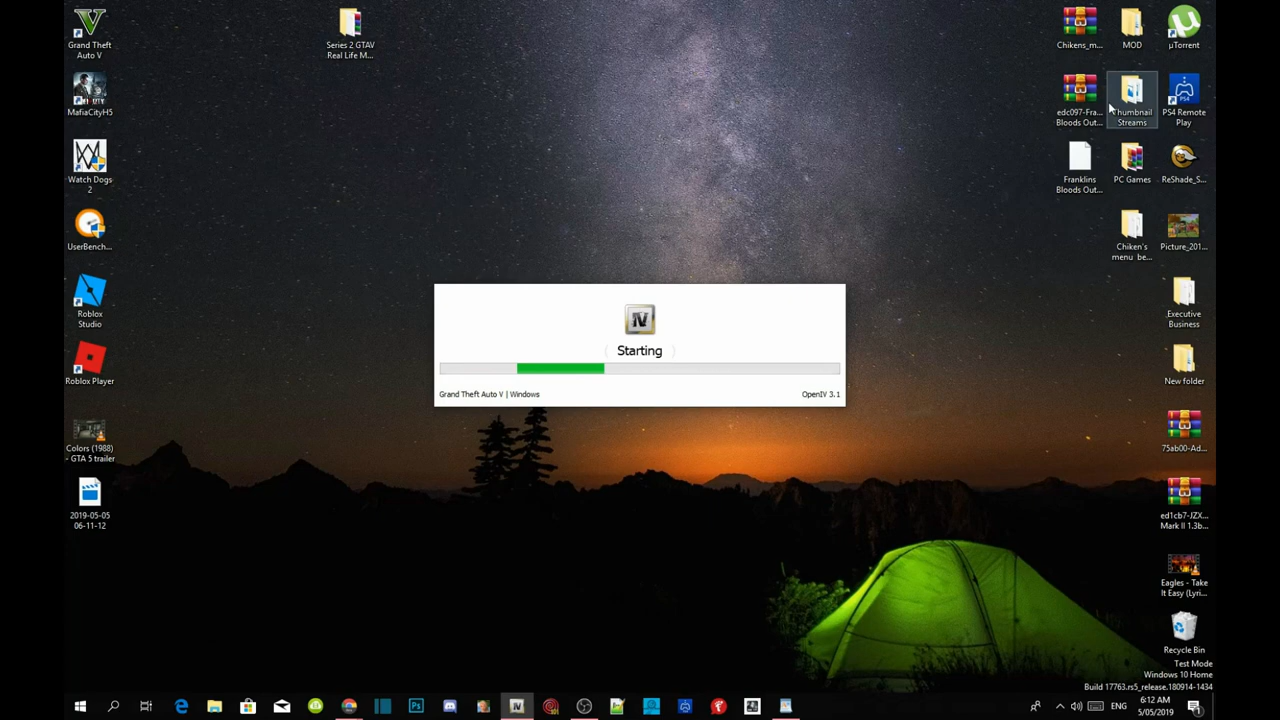 Grand Theft
Auto V
Series 2 GTAV
Real Life M...
Chikens_m...
MOD
µTorrent
MafiaCityH5
edc097-Fra...
Bloods Out...
Thumbnail
Streams
PS4 Remote
Play
Watch Dogs
2
Franklins
Bloods Out...
PC Games
ReShade_S...
UserBench...
Chiken's
menu be...
Picture_201...
Roblox
Studio
Executive
Business
IV
Starting
Grand Theft Auto V | Windows
OpenIV 3.1
Roblox Player
New folder
Colors (1988)
- GTA 5 trailer
75ab00-Ad...
2019-05-05
06-11-12
ed1cb7-JZX...
Mark II 1.3b...
Eagles - Take
It Easy (Lyri...
Recycle Bin
Test Mode
Windows 10 Home
Build 17763.rs5_release.180914-1434
ENG
6:12 AM
5/05/2019